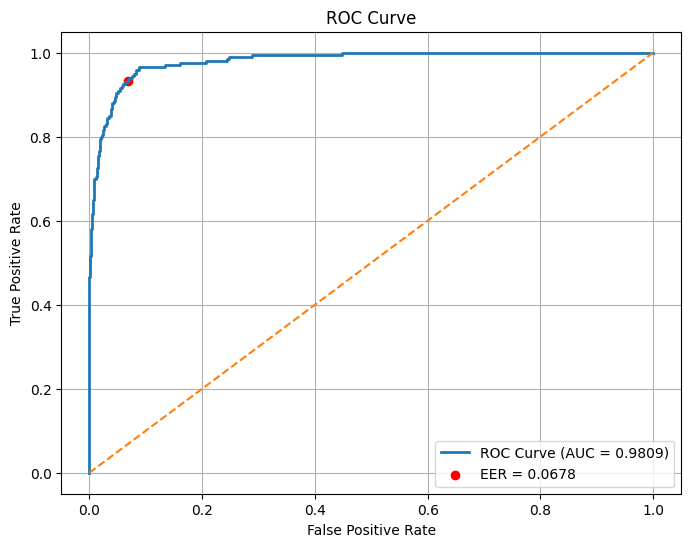 ROC Curve
True Positive Rate
1.0
0.8
0.6
0.4
0.2
0.0
0.0 0.2 0.4 0.6 0.8 1.0
False Positive Rate
ROC Curve (AUC = 0.9809)
EER = 0.0678